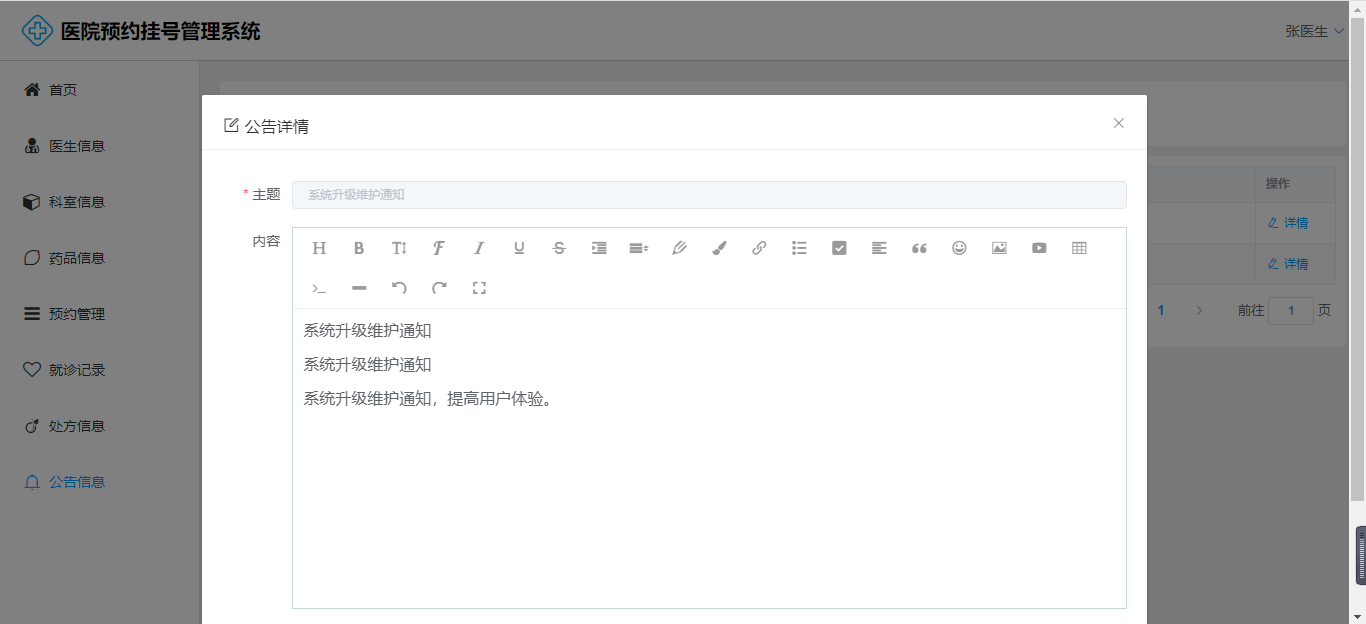 医院预约挂号管理系统
张医生
首页
医生信息
科室信息
药品信息
预约管理
就诊记录
处方信息
公告信息
公告详情
* 主题
系统升级维护通知
内容
系统升级维护通知
系统升级维护通知
系统升级维护通知，提高用户体验。
操作
详情
详情
1
前往 1 页